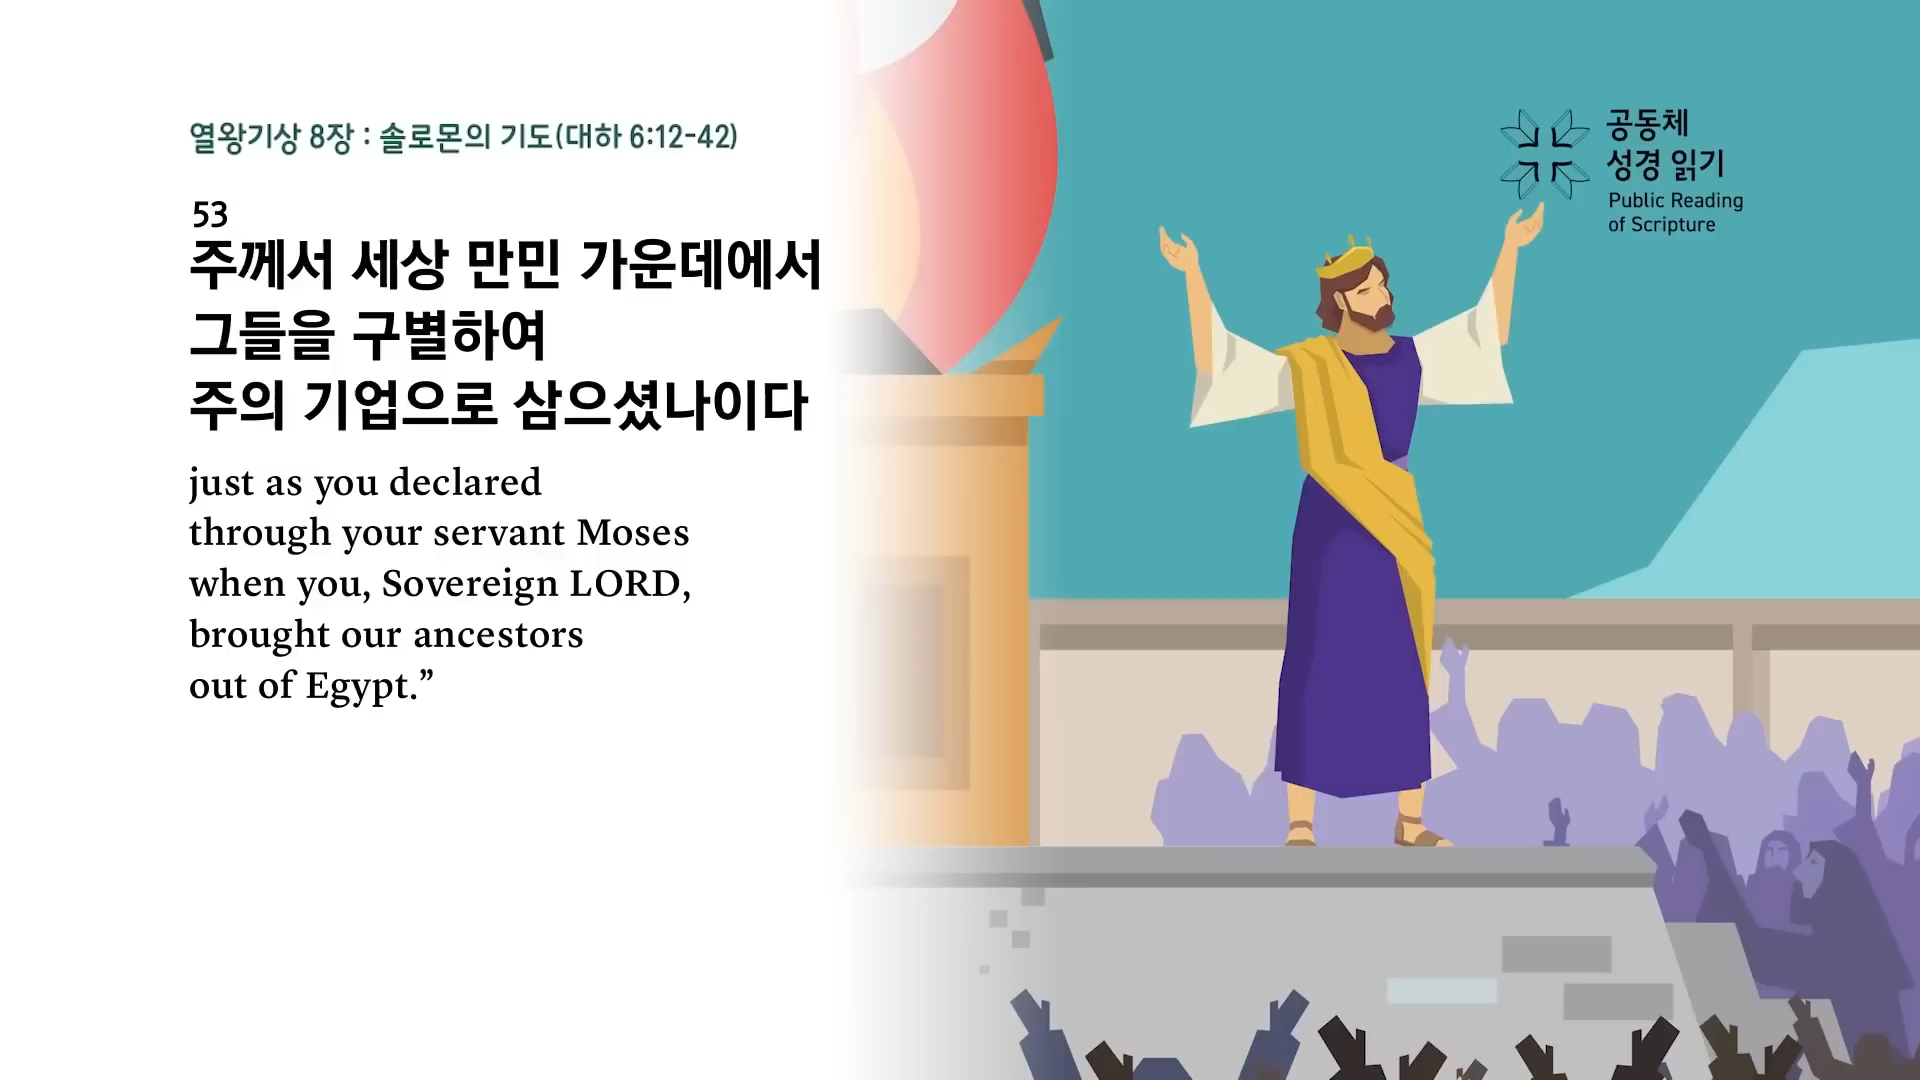 열왕기상 8장 : 솔로몬의 기도(대하 6:12-42)
53
주께서 세상 만민 가운데에서
그들을 구별하여
주의 기업으로 삼으셨나이다
just as you declared
through your servant Moses
when you, Sovereign LORD,
brought our ancestors
out of Egypt.”
공동체
성경 읽기
Public Reading
of Scripture